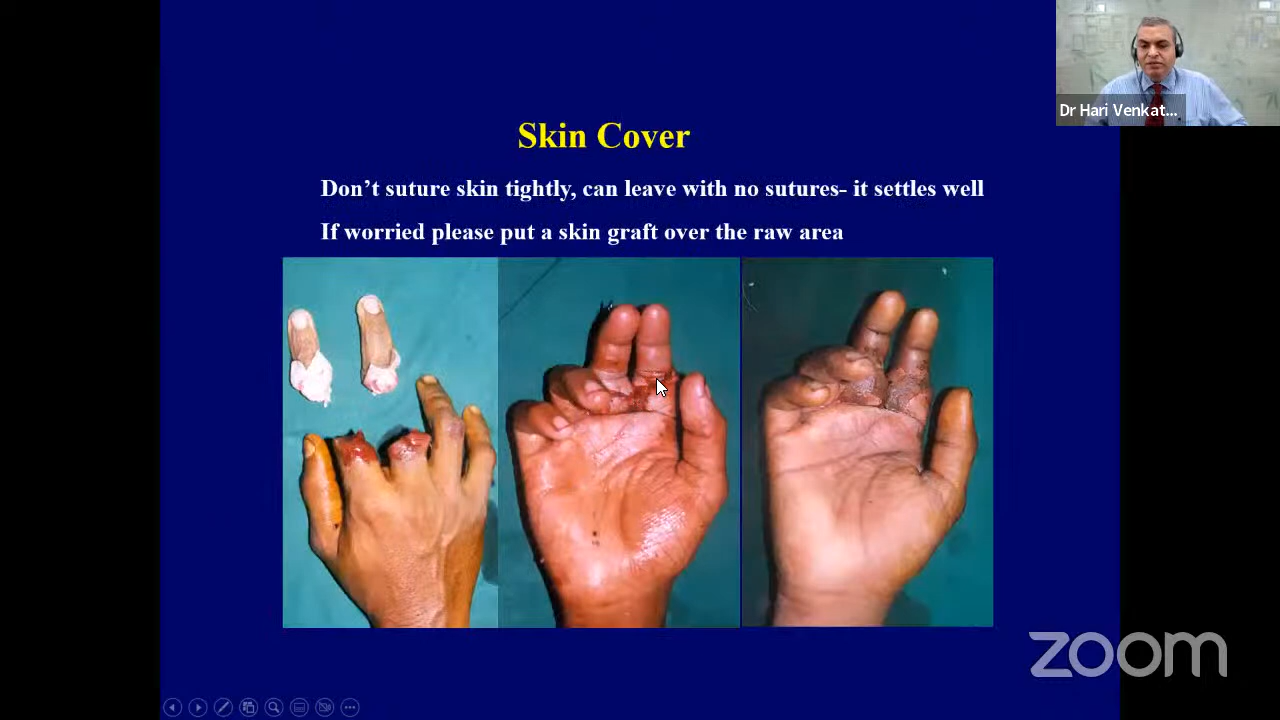 Dr Hari Venkat...
Skin Cover
Don’t suture skin tightly, can leave with no sutures- it settles well
If worried please put a skin graft over the raw area
zoom